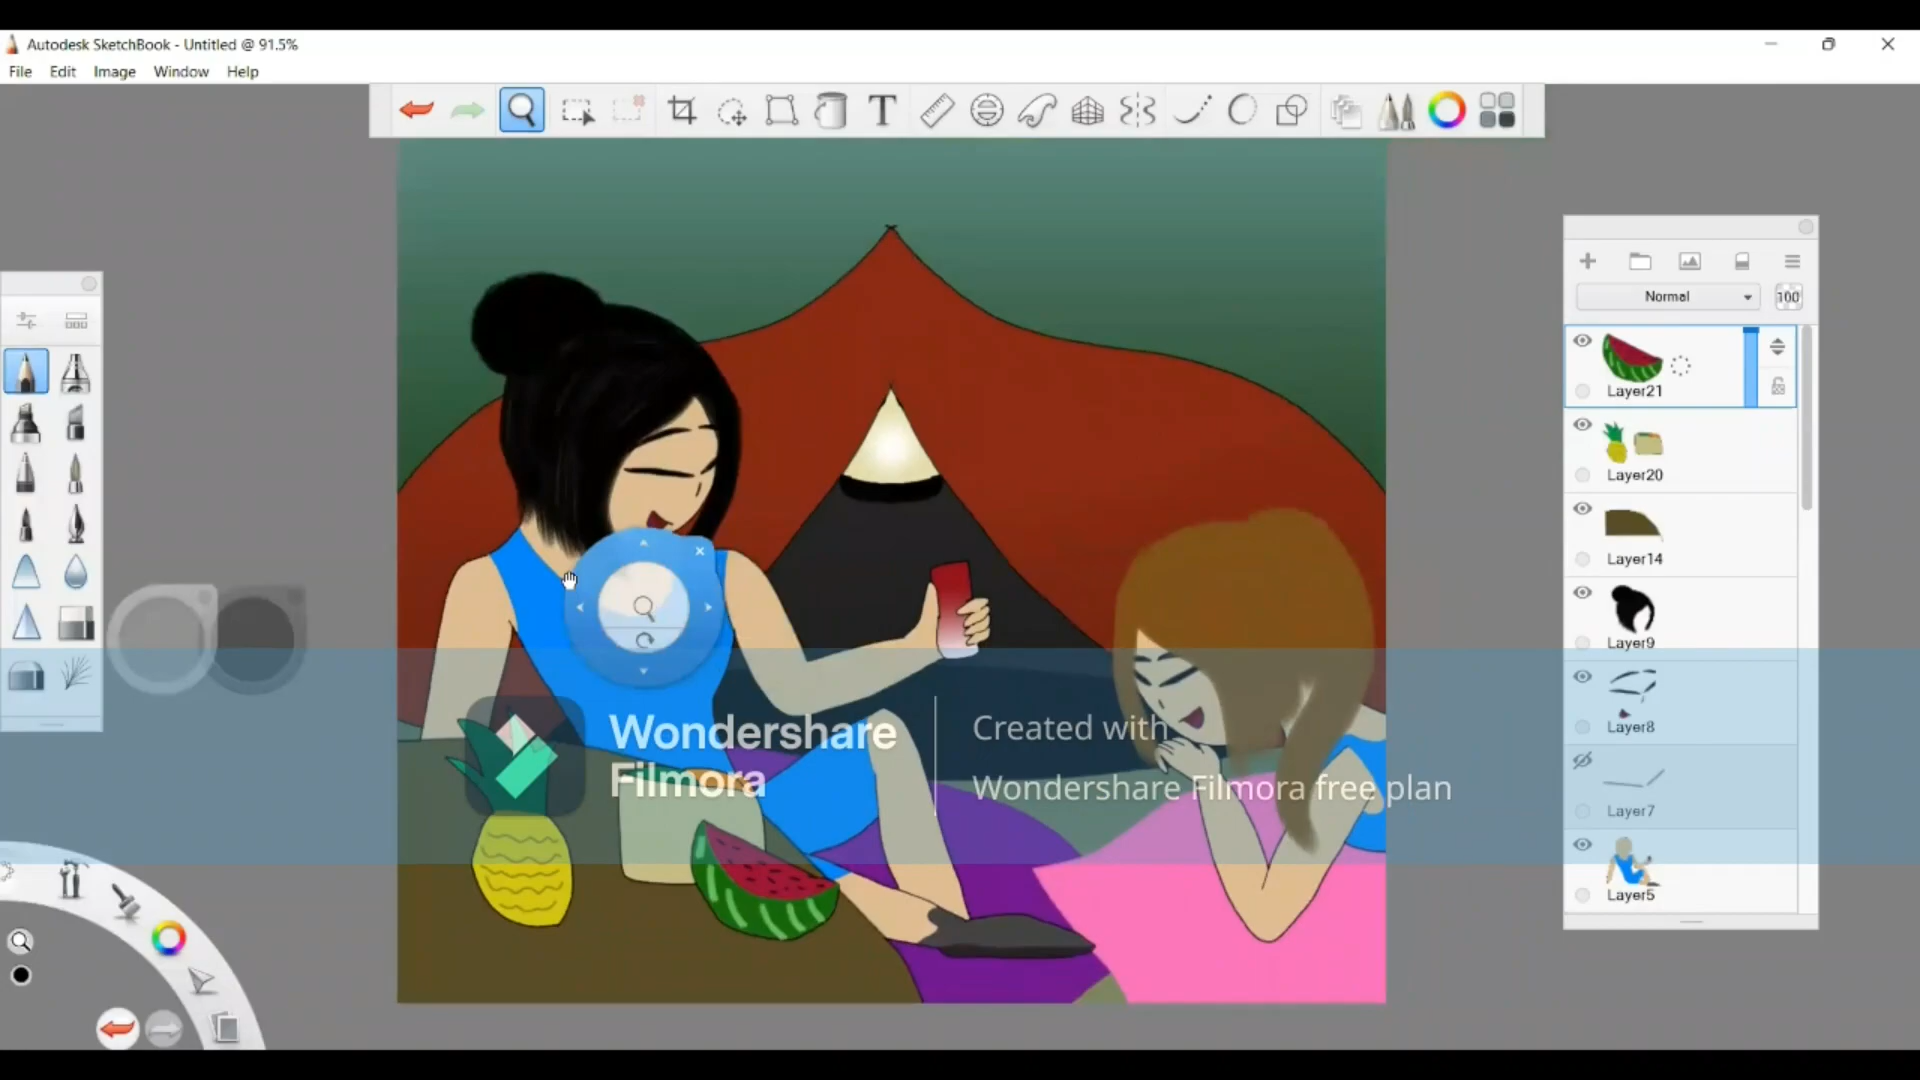 Autodesk SketchBook - Untitled @ 91.5%
File Edit Image Window Help
T
Normal 100
Layer21
Layer20
Layer14
Layer9
Layer8
Layer7
Layer5
Wondershare
Filmora
Created with
Wondershare Filmora free plan